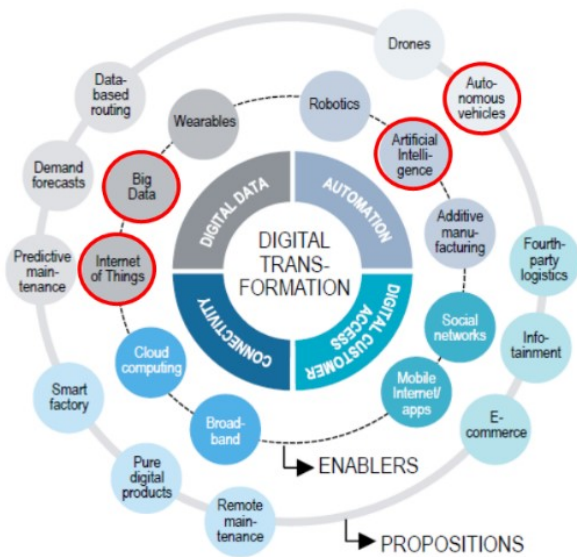 Drones
Auto-
nomous
vehicles
Data-
based
routing
Wearables
Robotics
Artificial
Intelli-
gence
Demand
forecasts
Big
Data
DIGITAL DATA
AUTOMATION
Additive
manu-
facturing
Predictive
main-
tenance
Internet
of Things
DIGITAL
TRANS-
FORMATION
Fourth-
party
logistics
CONNECTIVITY
DIGITAL CUSTOMER
ACCESS
Cloud
computing
Social
networks
Info-
tainment
Smart
factory
Mobile
Internet/
apps
Broad-
band
E-
commerce
Pure
digital
products
ENABLERS
Remote
main-
tenance
PROPOSITIONS